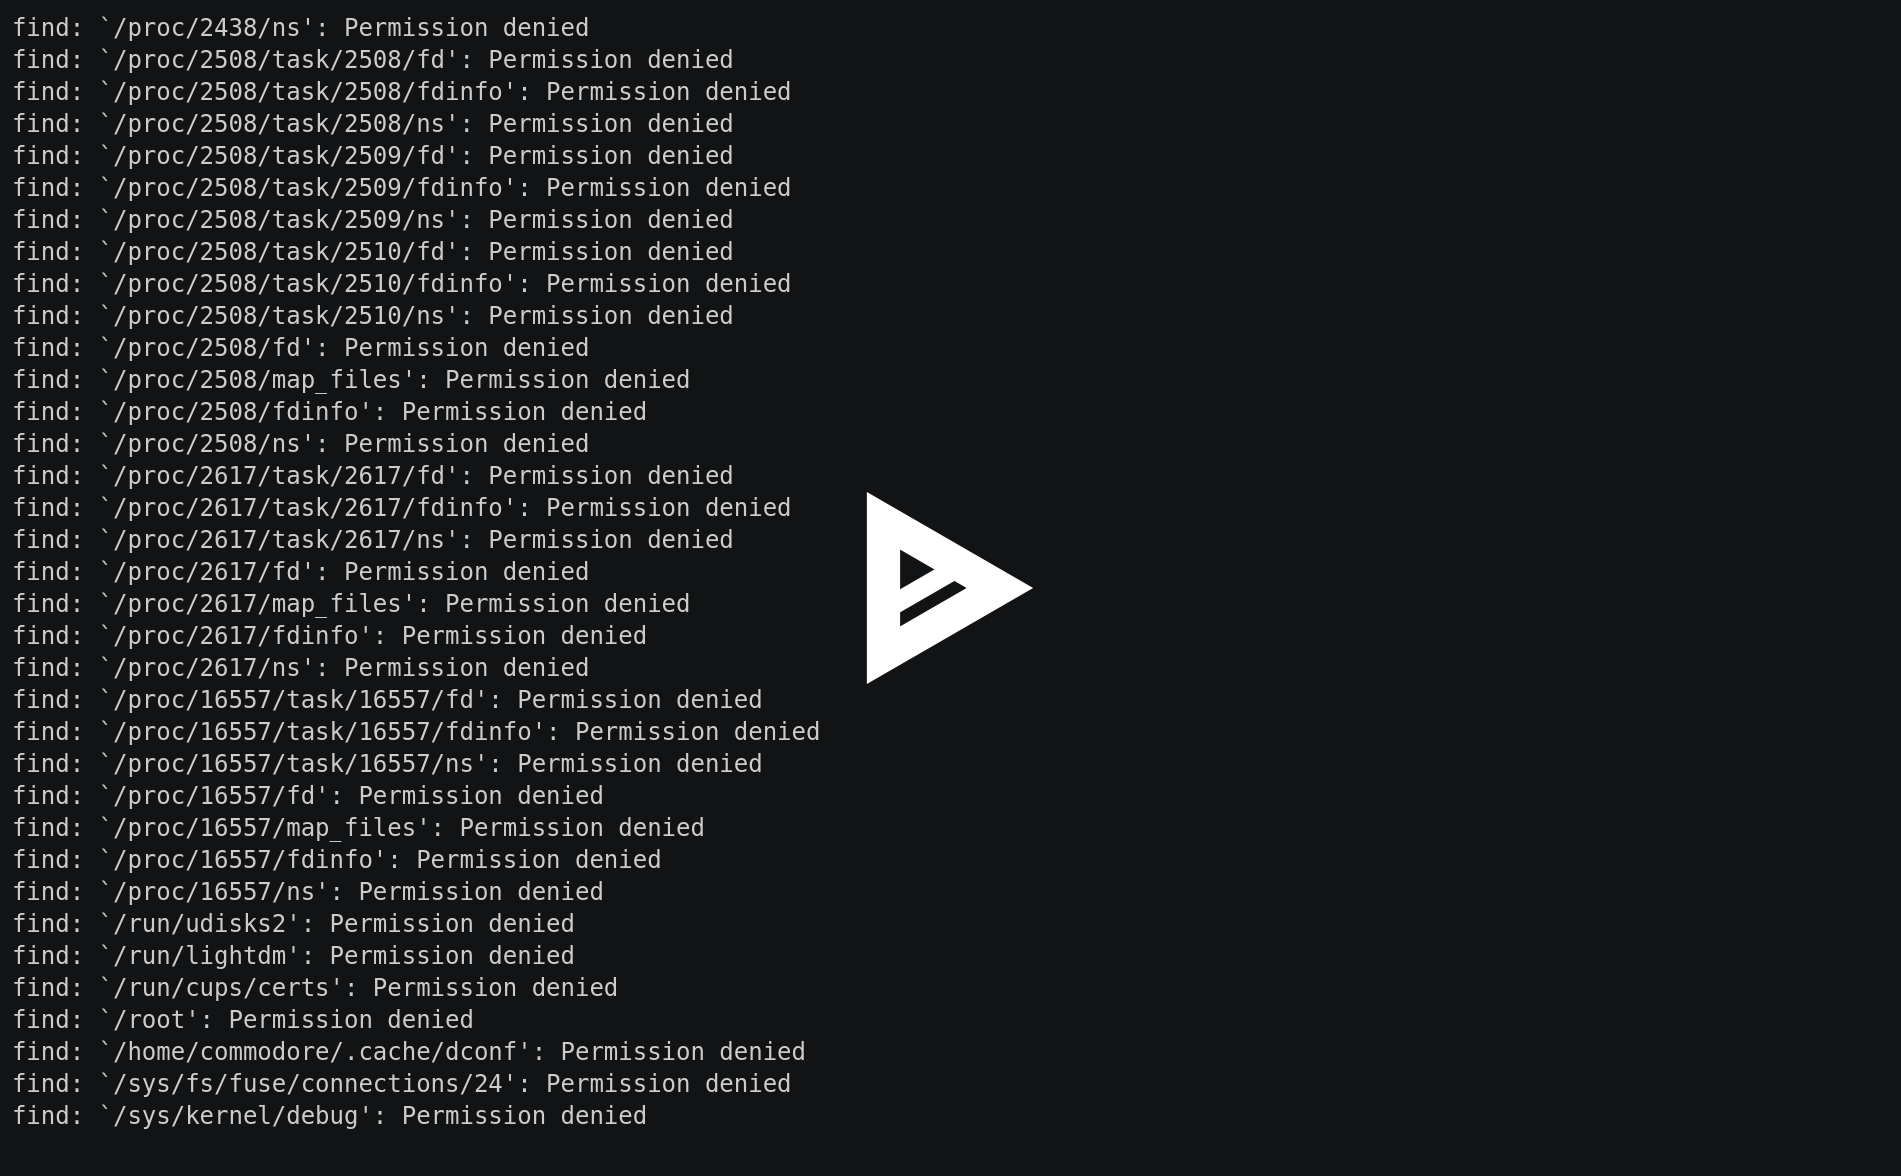 find: `/proc/2438/ns': Permission denied
find: `/proc/2508/task/2508/fd': Permission denied
find: `/proc/2508/task/2508/fdinfo': Permission denied
find: `/proc/2508/task/2508/ns': Permission denied
find: `/proc/2508/task/2509/fd': Permission denied
find: `/proc/2508/task/2509/fdinfo': Permission denied
find: `/proc/2508/task/2509/ns': Permission denied
find: `/proc/2508/task/2510/fd': Permission denied
find: `/proc/2508/task/2510/fdinfo': Permission denied
find: `/proc/2508/task/2510/ns': Permission denied
find: `/proc/2508/fd': Permission denied
find: `/proc/2508/map_files': Permission denied
find: `/proc/2508/fdinfo': Permission denied
find: `/proc/2508/ns': Permission denied
find: `/proc/2617/task/2617/fd': Permission denied
find: `/proc/2617/task/2617/fdinfo': Permission denied
find: `/proc/2617/task/2617/ns': Permission denied
find: `/proc/2617/fd': Permission denied
find: `/proc/2617/map_files': Permission denied
find: `/proc/2617/fdinfo': Permission denied
find: `/proc/2617/ns': Permission denied
find: `/proc/16557/task/16557/fd': Permission denied
find: `/proc/16557/task/16557/fdinfo': Permission denied
find: `/proc/16557/task/16557/ns': Permission denied
find: `/proc/16557/fd': Permission denied
find: `/proc/16557/map_files': Permission denied
find: `/proc/16557/fdinfo': Permission denied
find: `/proc/16557/ns': Permission denied
find: `/run/udisks2': Permission denied
find: `/run/lightdm': Permission denied
find: `/run/cups/certs': Permission denied
find: `/root': Permission denied
find: `/home/commodore/.cache/dconf': Permission denied
find: `/sys/fs/fuse/connections/24': Permission denied
find: `/sys/kernel/debug': Permission denied